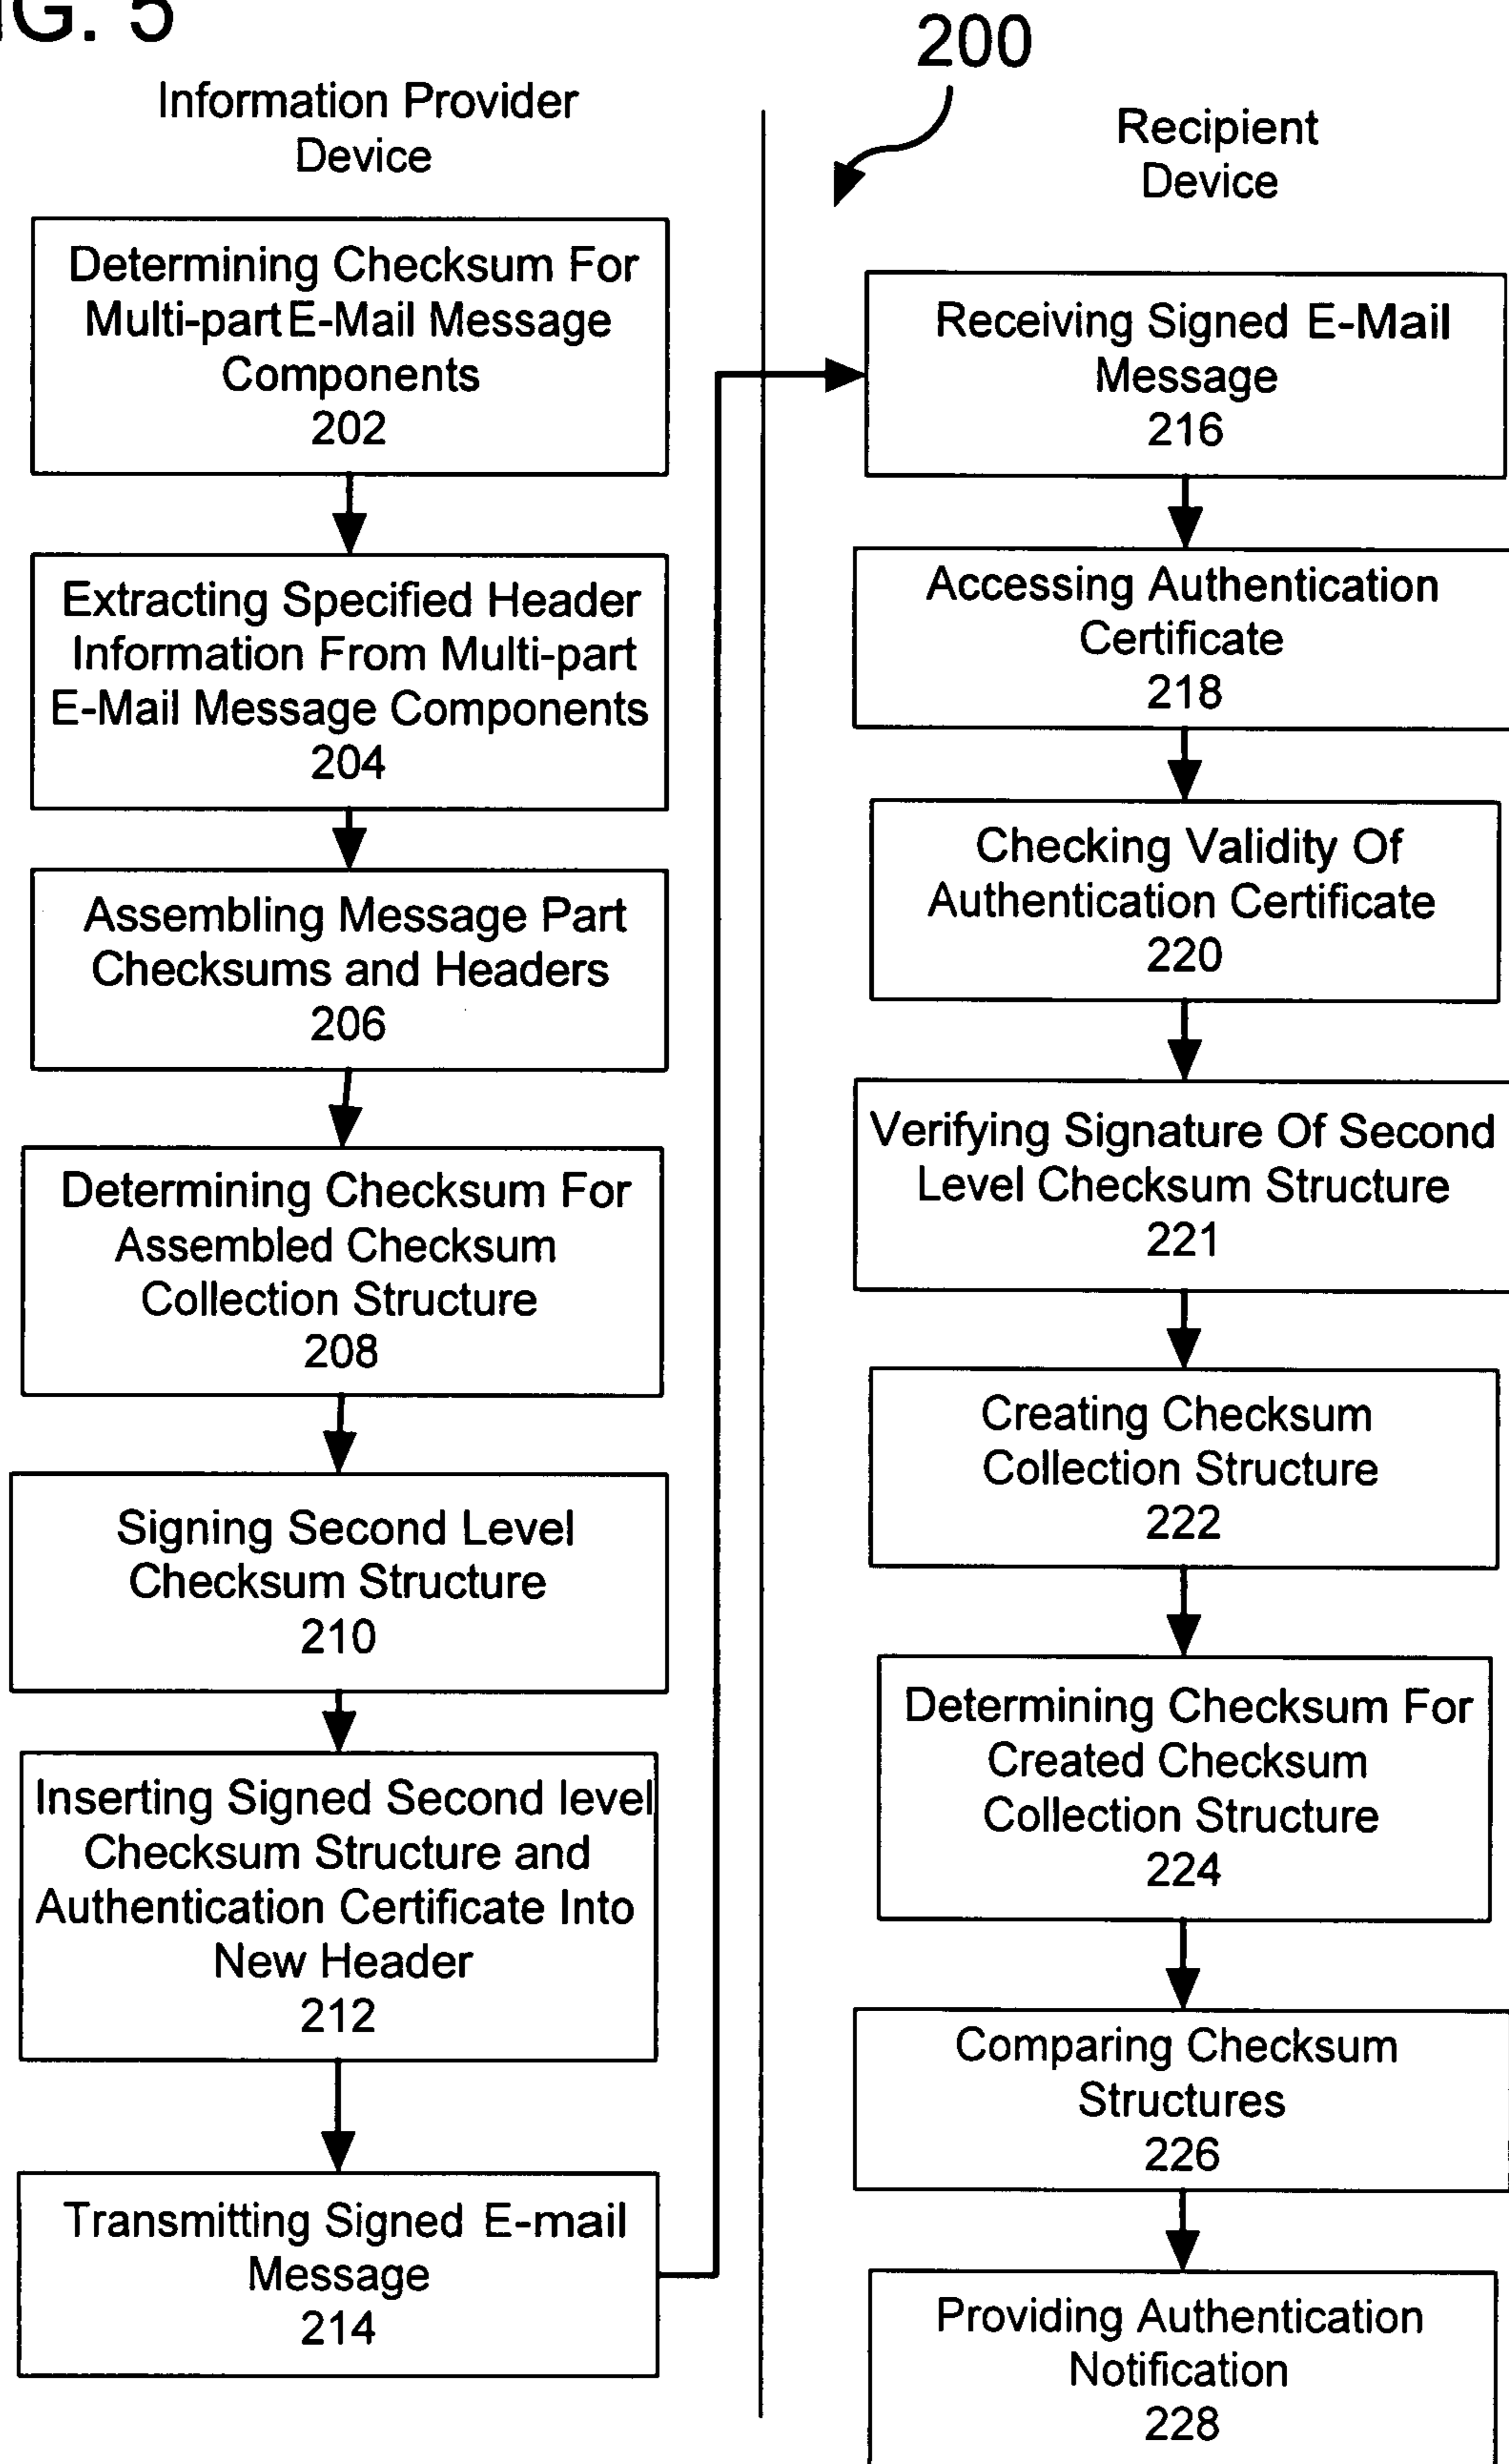 G. 5
200
Information Provider
Device
Determining Checksum For
Multi-part E-Mail Message
Components
202
Extracting Specified Header
Information From Multi-part
E-Mail Message Components
204
Assembling Message Part
Checksums and Headers
206
Determining Checksum For
Assembled Checksum
Collection Structure
208
Signing Second Level
Checksum Structure
210
Inserting Signed Second level
Checksum Structure and
Authentication Certificate Into
New Header
212
Transmitting Signed E-mail
Message
214
Recipient
Device
Receiving Signed E-Mail
Message
216
Accessing Authentication
Certificate
218
Checking Validity Of
Authentication Certificate
220
Verifying Signature Of Second
Level Checksum Structure
221
Creating Checksum
Collection Structure
222
Determining Checksum For
Created Checksum
Collection Structure
224
Comparing Checksum
Structures
226
Providing Authentication
Notification
228